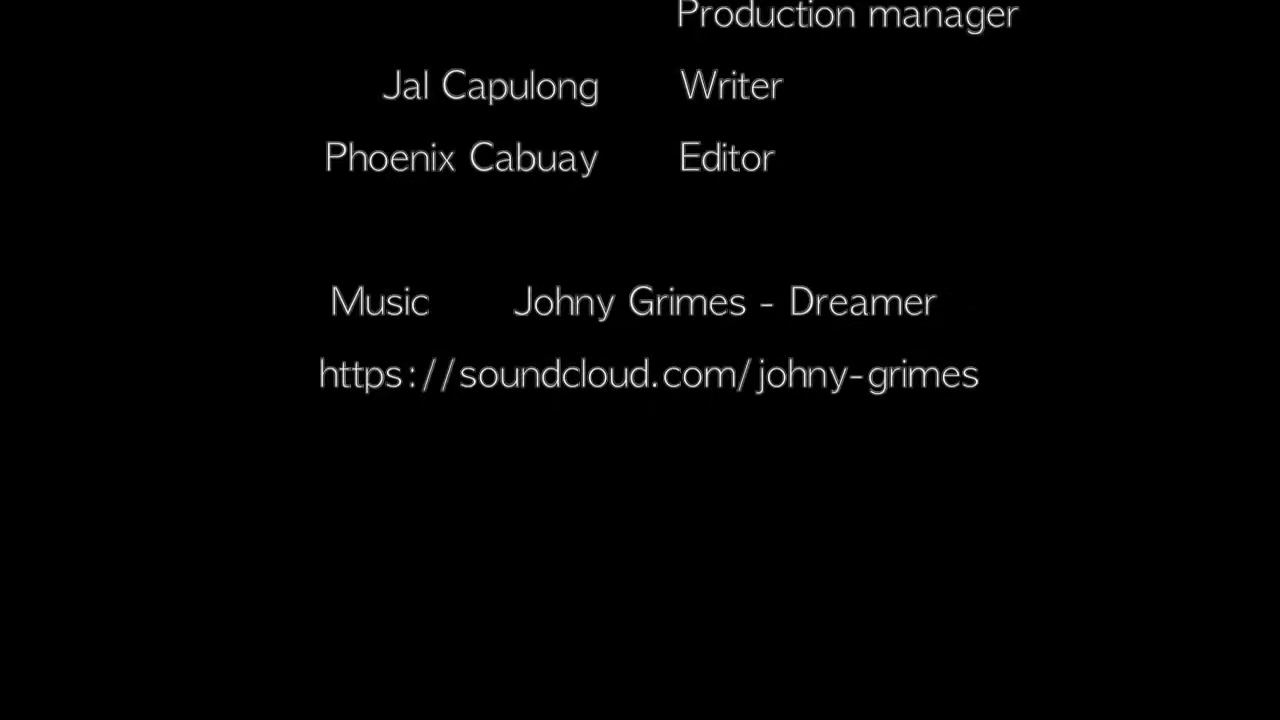 Production manager
Jal Capulong Writer
Phoenix Cabuay Editor
Music Johny Grimes - Dreamer
https://soundcloud.com/johny-grimes